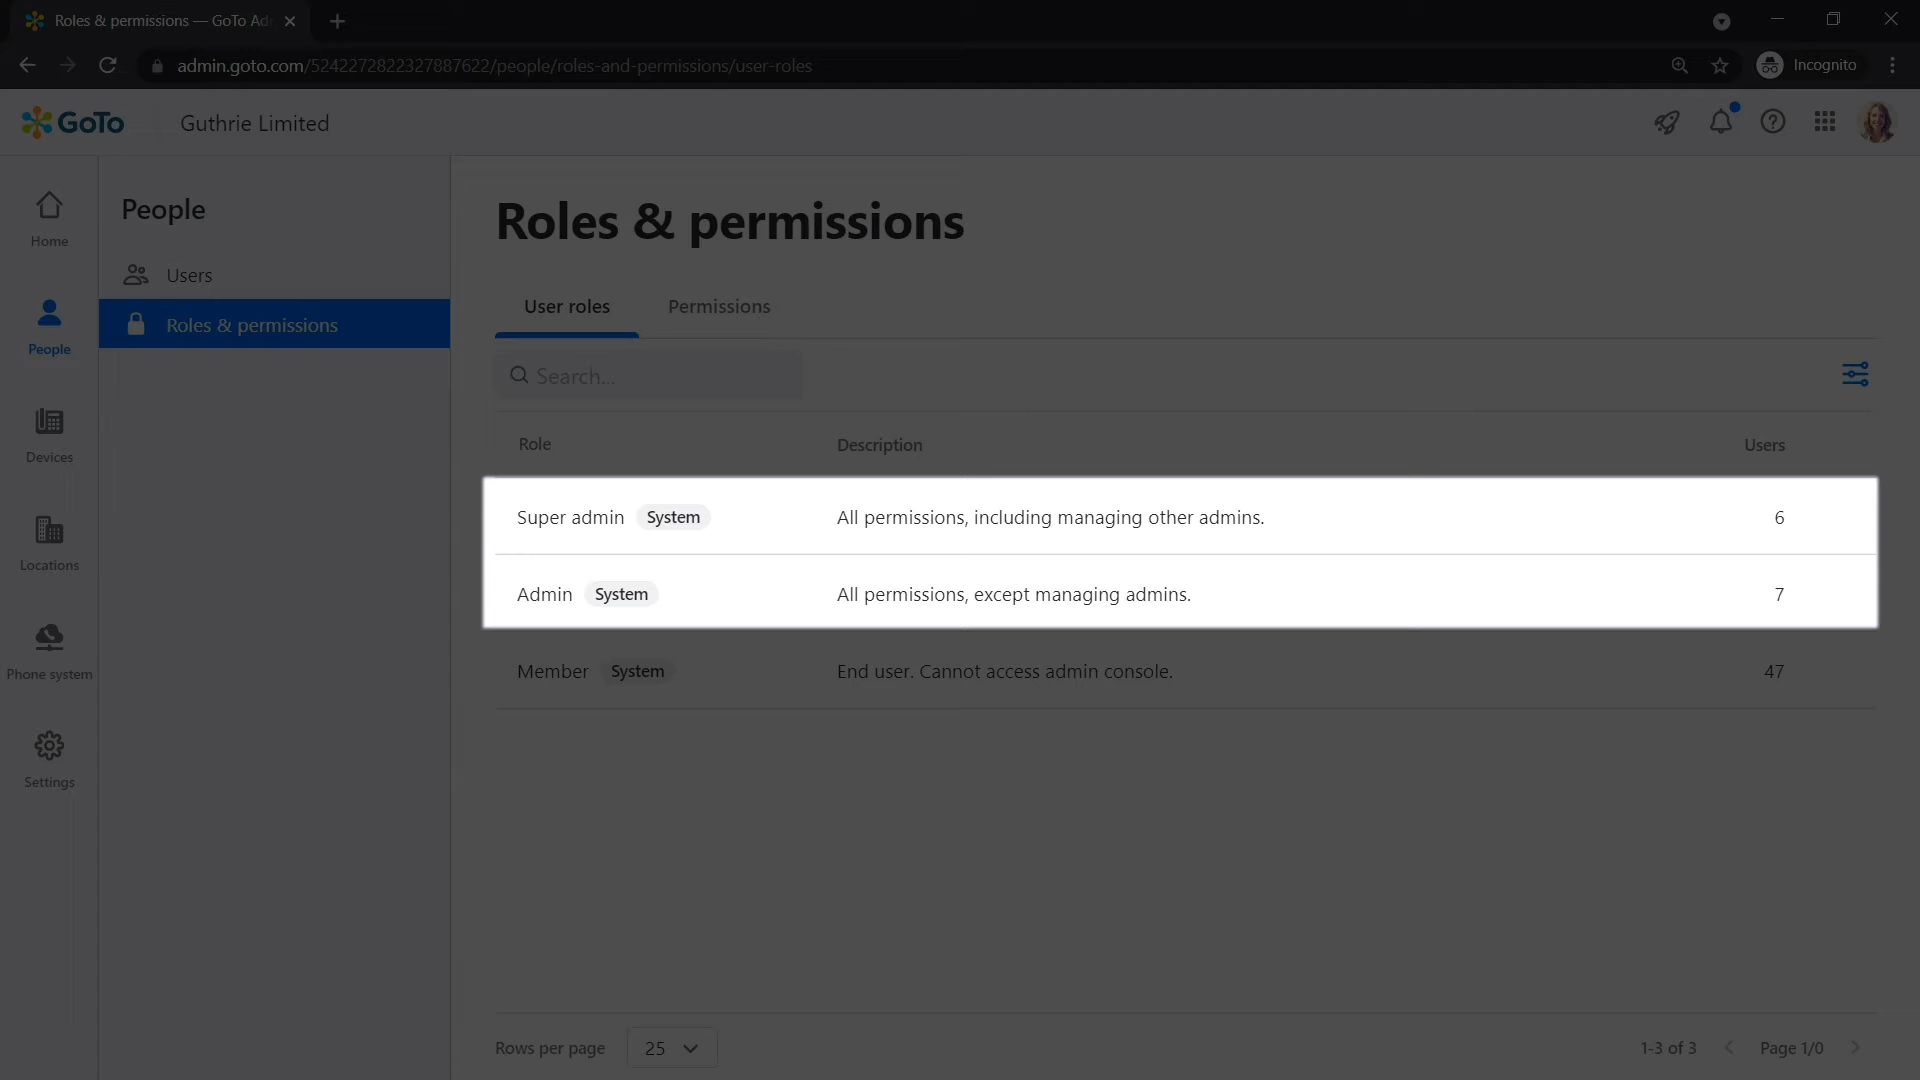 Roles & permissions — GoTo Ad
admin.goto.com/5242272822327887622/people/roles-and-permissions/user-roles
Incognito
GoTo
Guthrie Limited
Home
People
Devices
Locations
Phone system
Settings
People
Users
Roles & permissions
Roles & permissions
User roles Permissions
Search...
Role Description Users
Super admin System All permissions, including managing other admins. 6
Admin System All permissions, except managing admins. 7
Member System End user. Cannot access admin console. 47
Rows per page 25 1-3 of 3 Page 1/0